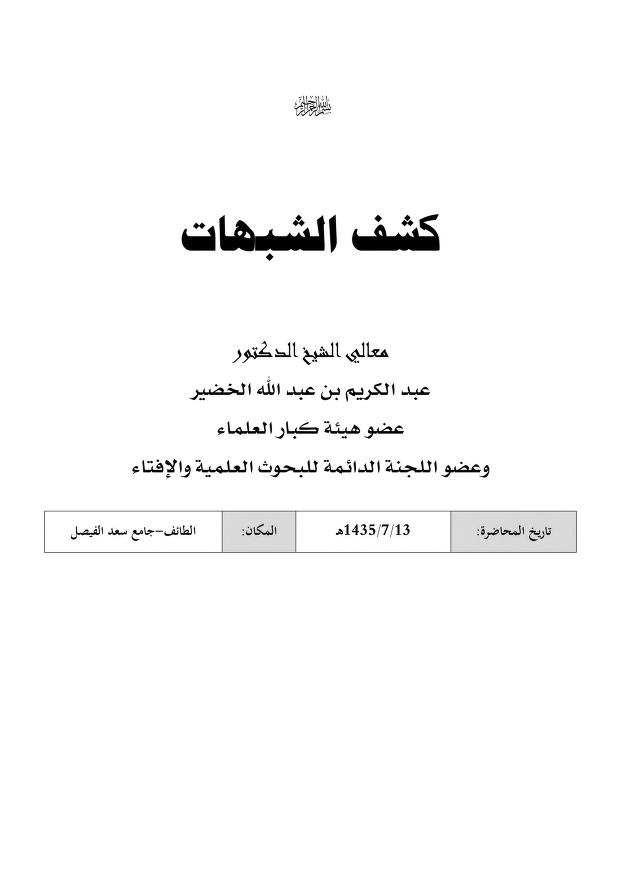 بسم الله الرحمن الرحيم
كشف الشبهات
معالي الشيخ الدكتور
عبد الكريم بن عبد الله الخضير
عضو هيئة كبار العلماء
وعضو اللجنة الدائمة للبحوث العلمية والإفتاء
تاريخ المحاضرة: 1435/7/13هـ المكان: الطائف-جامع سعد الفيصل